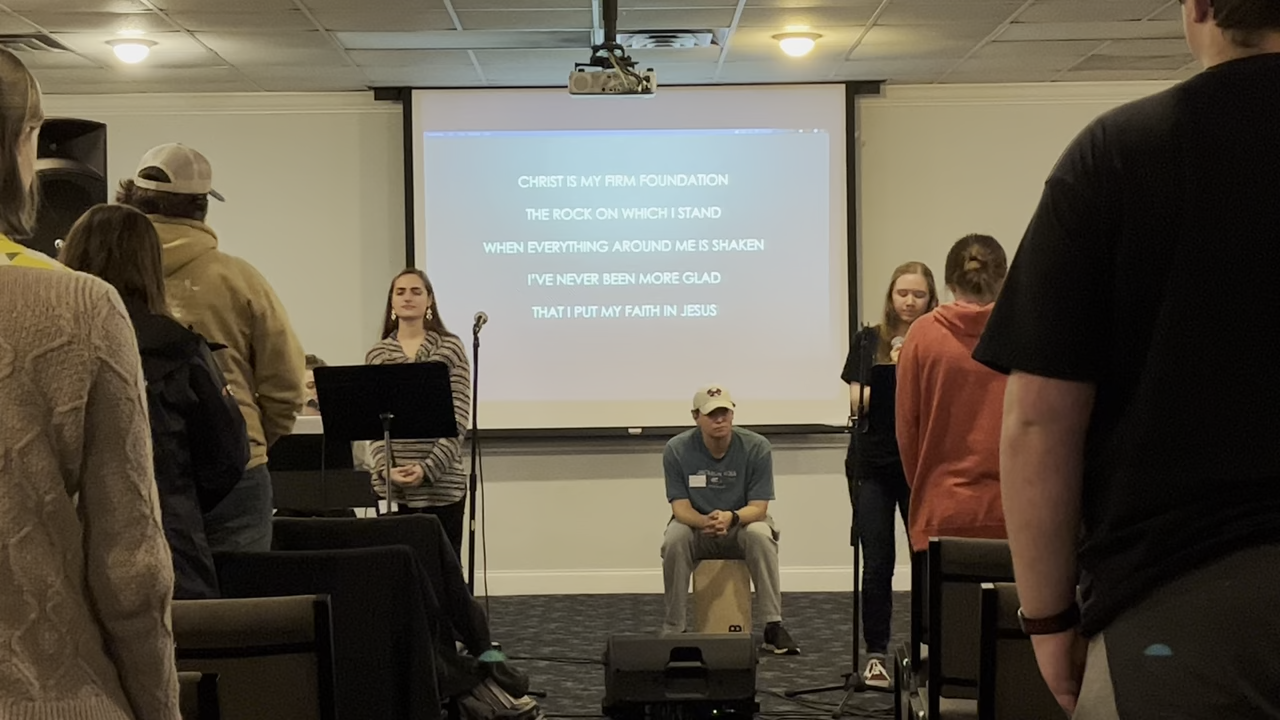 CHRIST IS MY FIRM FOUNDATION
THE ROCK ON WHICH I STAND
WHEN EVERYTHING AROUND ME IS SHAKEN
I'VE NEVER BEEN MORE GLAD
THAT I PUT MY FAITH IN JESUS